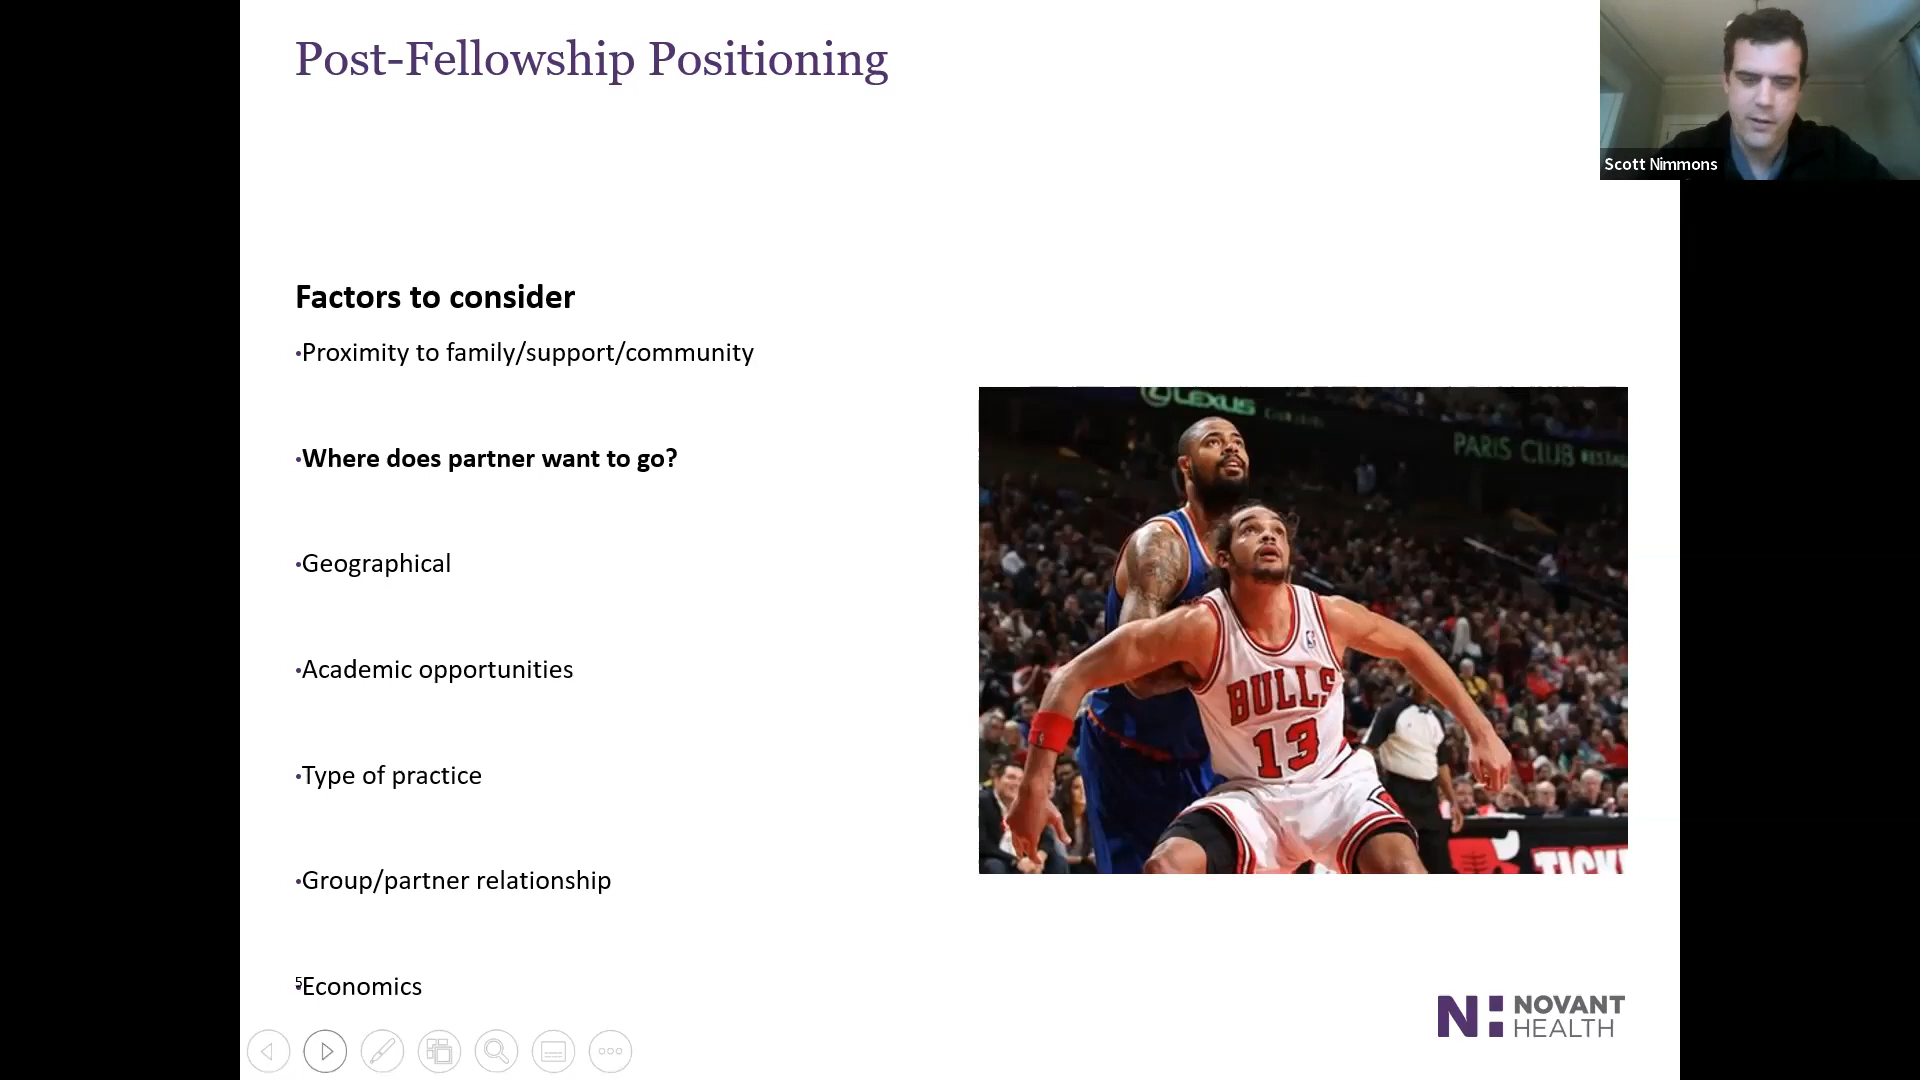 Post-Fellowship Positioning
Scott Nimmons
Factors to consider
•Proximity to family/support/community
•Where does partner want to go?
•Geographical
•Academic opportunities
•Type of practice
•Group/partner relationship
•Economics
5
LEXUS
PARIS CLUB
BULLS
13
NOVANT
HEALTH